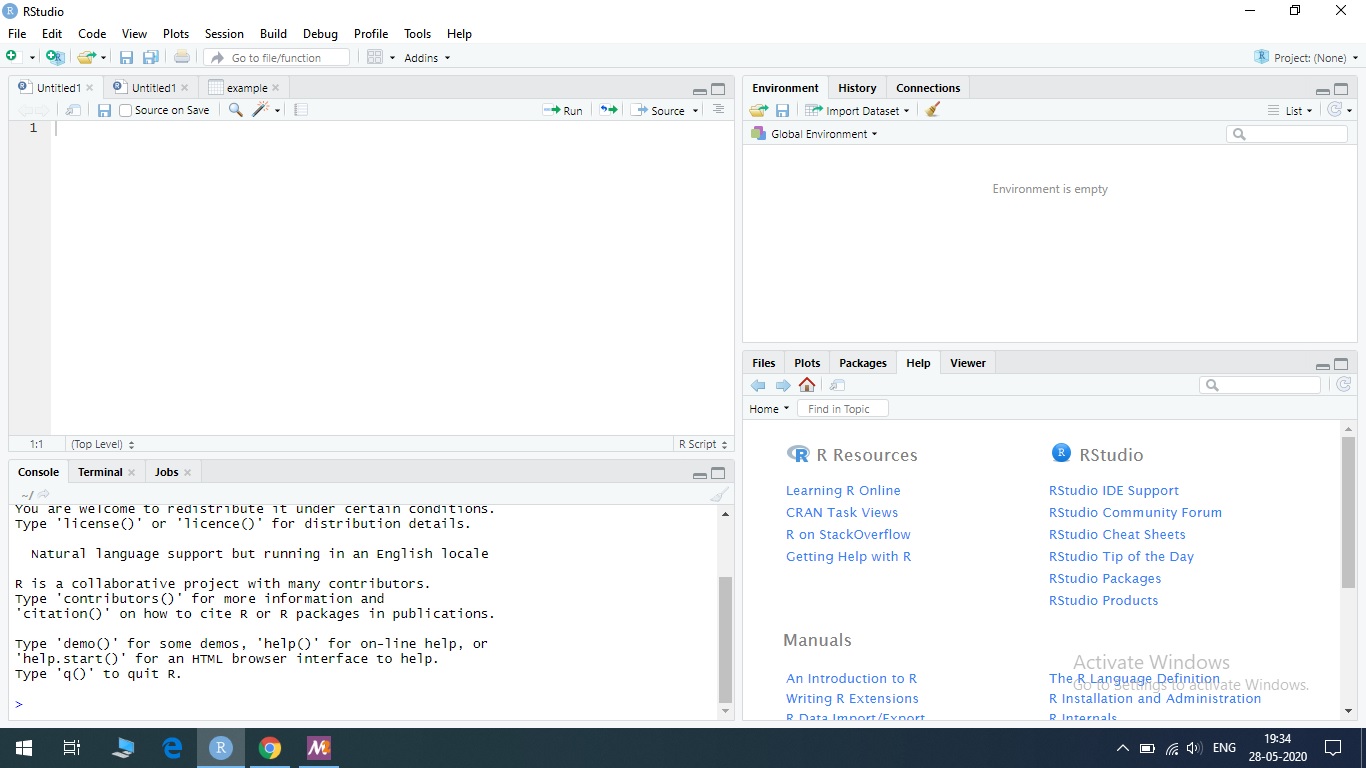 RStudio
File Edit Code View Plots Session Build Debug Profile Tools Help
Go to file/function Addins Project: (None)
Untitled1 Untitled1 example
Source on Save Run Source
1
1:1 (Top Level) R Script
Console Terminal Jobs
~/
You are welcome to redistribute it under certain conditions.
Type 'license()' or 'licence()' for distribution details.
Natural language support but running in an English locale
R is a collaborative project with many contributors.
Type 'contributors()' for more information and
'citation()' on how to cite R or R packages in publications.
Type 'demo()' for some demos, 'help()' for on-line help, or
'help.start()' for an HTML browser interface to help.
Type 'q()' to quit R.
>
Environment History Connections
Import Dataset List
Global Environment
Environment is empty
Files Plots Packages Help Viewer
Home Find in Topic
R Resources
Learning R Online
CRAN Task Views
R on StackOverflow
Getting Help with R
RStudio
RStudio IDE Support
RStudio Community Forum
RStudio Cheat Sheets
RStudio Tip of the Day
RStudio Packages
RStudio Products
Manuals
An Introduction to R
Writing R Extensions
R Data Import/Export
The R Language Definition
R Installation and Administration
R Internals
Activate Windows
Go to Settings to activate Windows.
ENG
19:34
28-05-2020